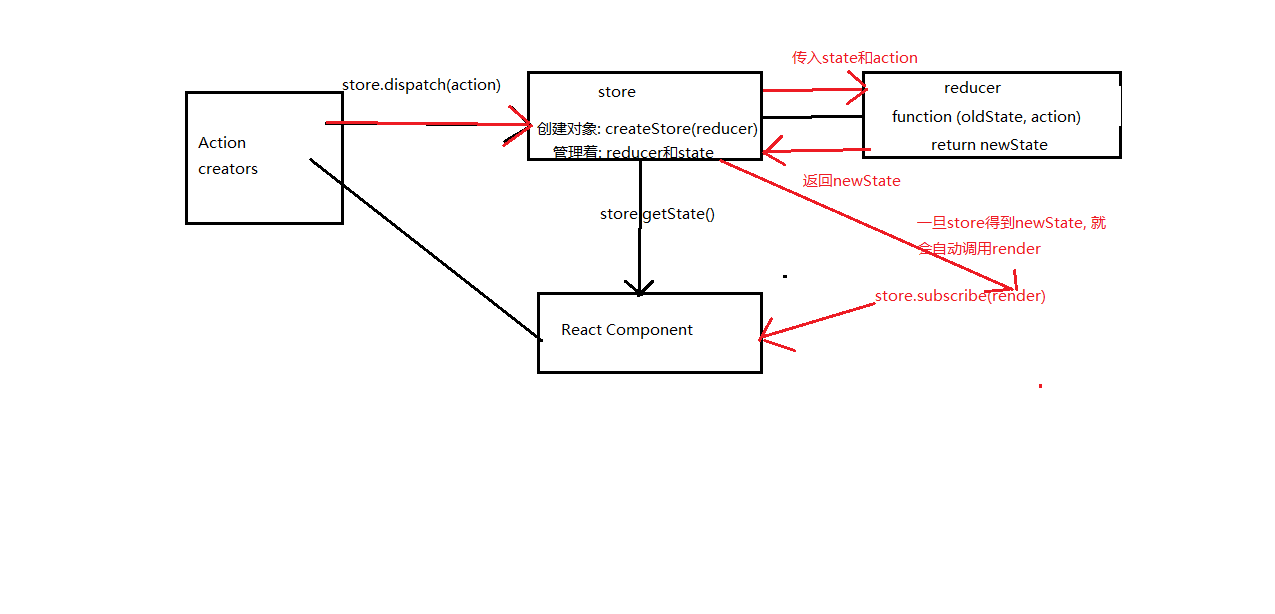 传入state和action
store.dispatch(action)
store
reducer
Action
creators
创建对象: createStore(reducer)
管理着: reducer和state
function (oldState, action)
return newState
返回newState
store.getState()
一旦store得到newState, 就
会自动调用render
store.subscribe(render)
React Component